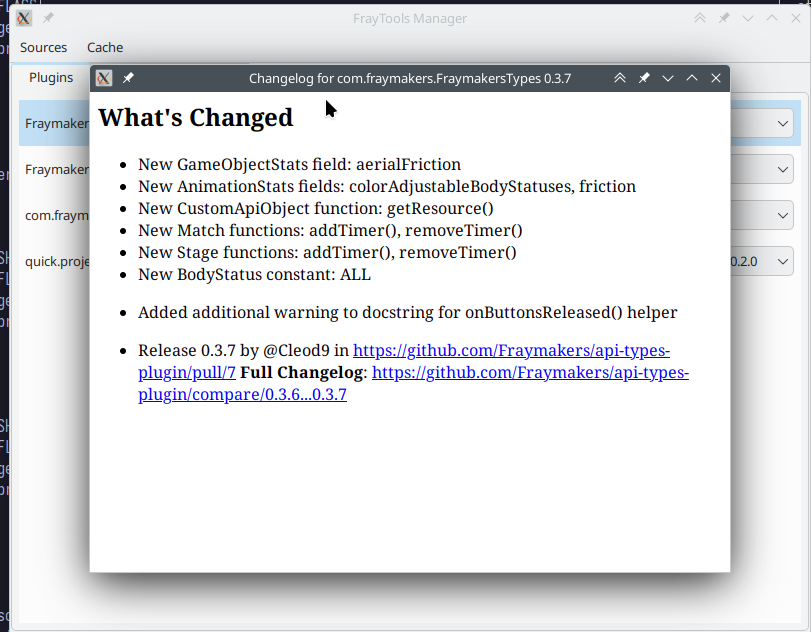 FrayTools Manager
Sources Cache
Plugins
Changelog for com.fraymakers.FraymakersTypes 0.3.7
What's Changed
New GameObjectStats field: aerialFriction
New AnimationStats fields: colorAdjustableBodyStatuses, friction
New CustomApiObject function: getResource()
New Match functions: addTimer(), removeTimer()
New Stage functions: addTimer(), removeTimer()
New BodyStatus constant: ALL
Added additional warning to docstring for onButtonsReleased() helper
Release 0.3.7 by @Cleod9 in https://github.com/Fraymakers/api-types-
plugin/pull/7 Full Changelog: https://github.com/Fraymakers/api-types-
plugin/compare/0.3.6...0.3.7
Fraymaker
Fraymaker
com.fraym
quick.proje 0.2.0